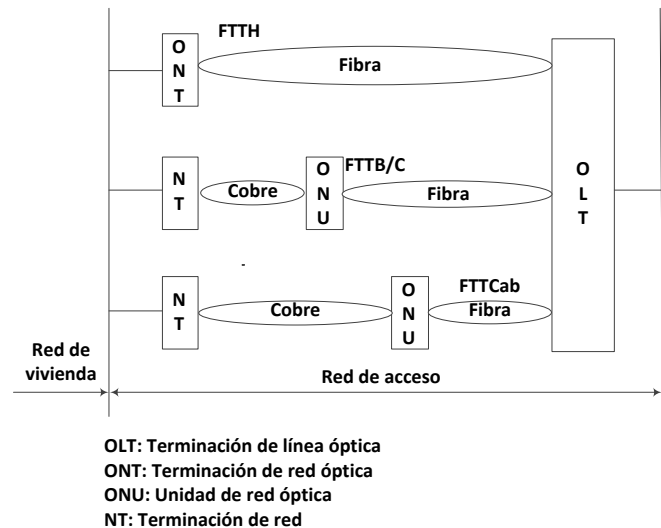 FTTH
O
N
T
Fibra
N
T
Cobre
O
N
U
FTTB/C
Fibra
O
L
T
N
T
Cobre
O
N
U
FTTCab
Fibra
Red de
vivienda
Red de acceso
OLT: Terminación de línea óptica
ONT: Terminación de red óptica
ONU: Unidad de red óptica
NT: Terminación de red